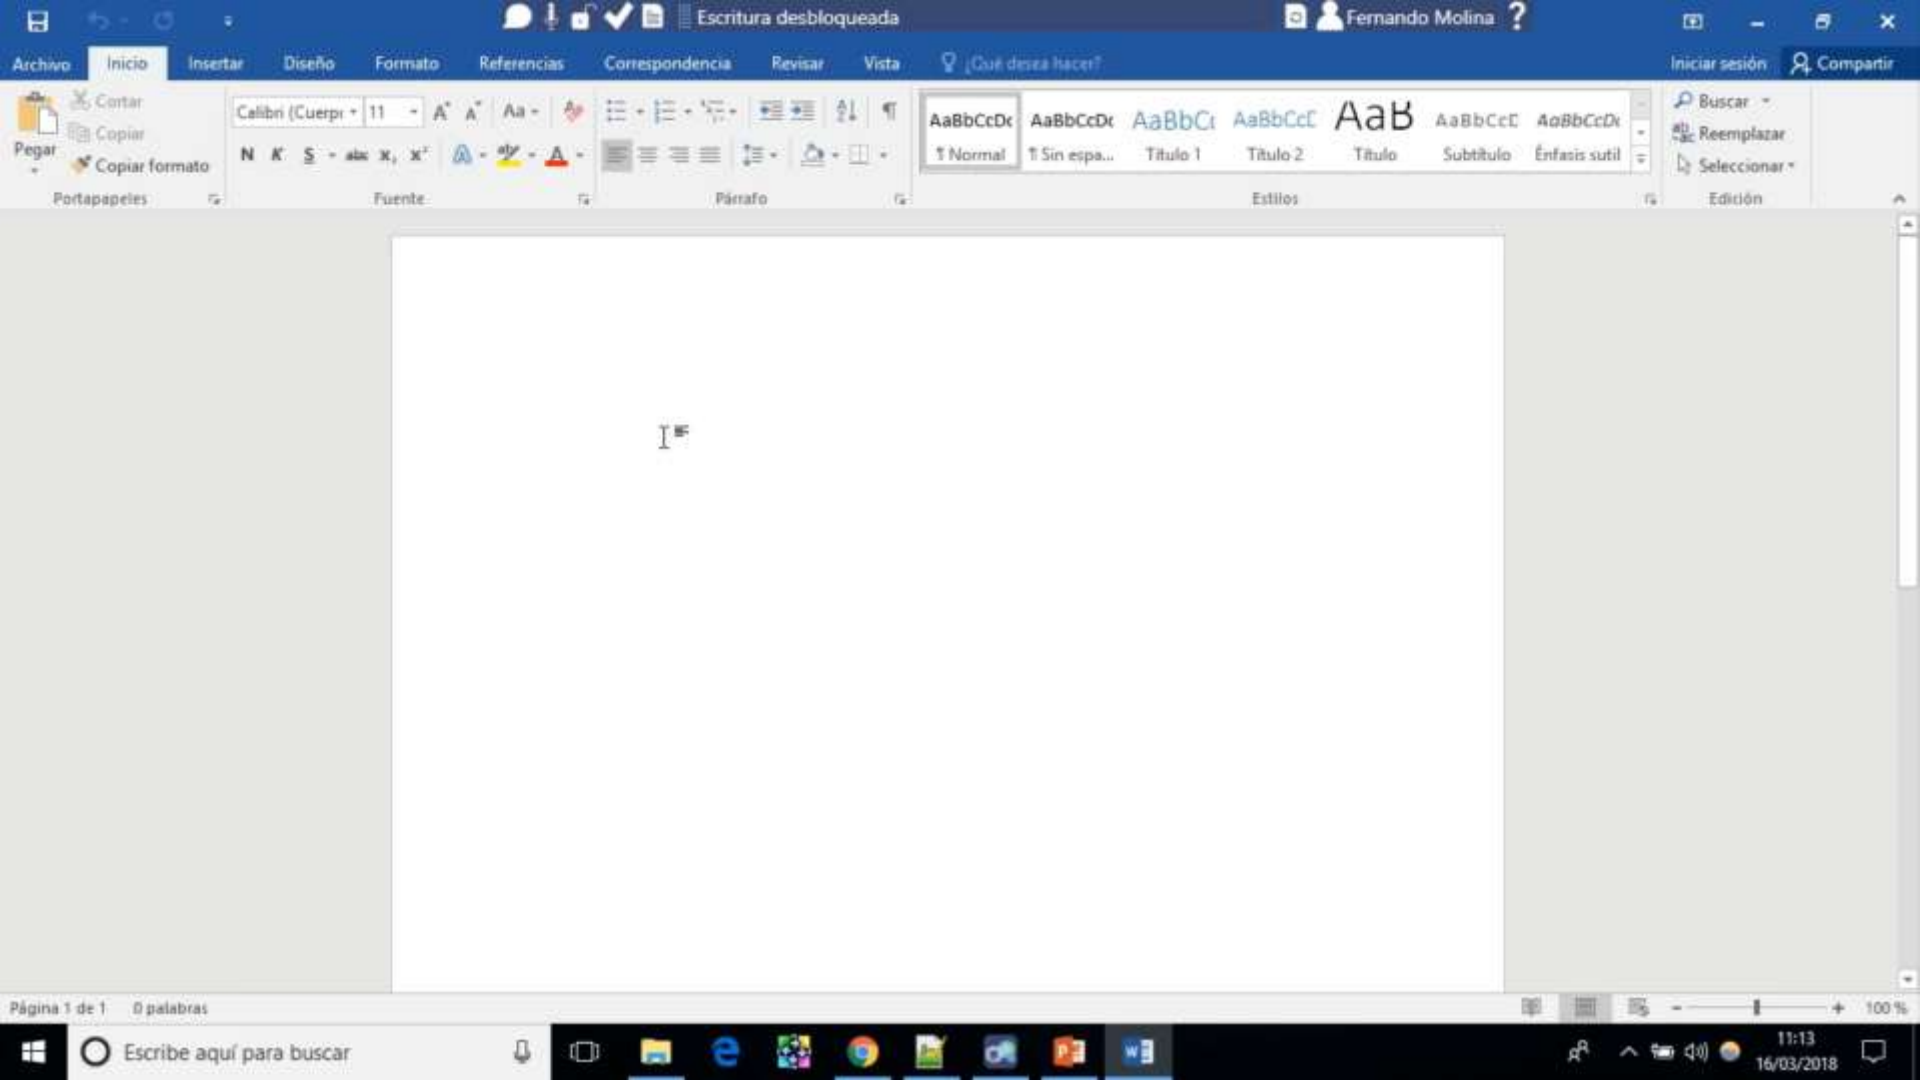 Escritura desbloqueada
Fernando Molina ?
Archivo Inicio Insertar Diseño Formato Referencias Correspondencia Revisar Vista ¿Qué desea hacer? Iniciar sesión Compartir
Pegar
Cortar
Copiar
Copiar formato
Portapapeles
Calibri (Cuerp 11 A A Aa
N K S abc x, x² A aby A
Fuente
Párrafo
AaBbCcDc AaBbCcDc AaBbC AaBbCcC AaB AaBbCcC AaBbCcDc
¶ Normal ¶ Sin espa... Título 1 Título 2 Título Subtítulo Énfasis sutil
Estilos
Buscar
Reemplazar
Seleccionar
Edición
Página 1 de 1 0 palabras
100 %
Escribe aquí para buscar
11:13
16/03/2018